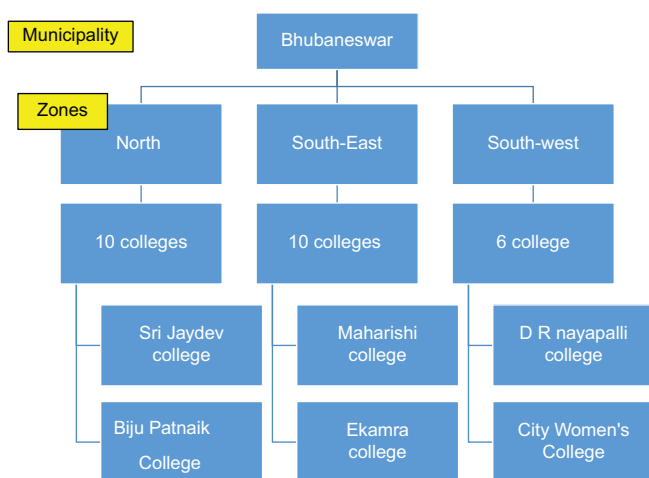 Municipality
Bhubaneswar
Zones
North
South-East
South-west
10 colleges
10 colleges
6 college
Sri Jaydev
college
Maharishi
college
D R nayapalli
college
Biju Patnaik
College
Ekamra
college
City Women's
College